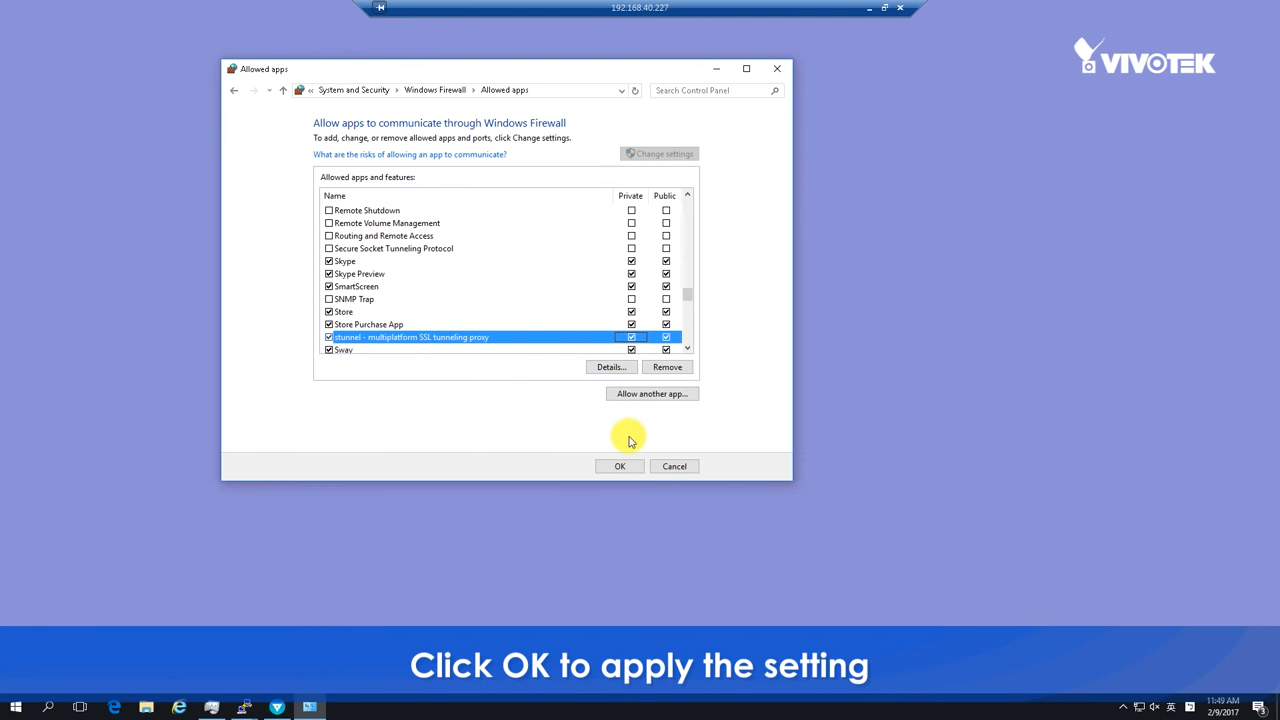 192.168.40.227
VIVOTEK
Allowed apps
« System and Security › Windows Firewall › Allowed apps
Search Control Panel
Allow apps to communicate through Windows Firewall
To add, change, or remove allowed apps and ports, click Change settings.
What are the risks of allowing an app to communicate?
Change settings
Allowed apps and features:
Name Private Public
Remote Shutdown
Remote Volume Management
Routing and Remote Access
Secure Socket Tunneling Protocol
Skype
Skype Preview
SmartScreen
SNMP Trap
Store
Store Purchase App
stunnel - multiplatform SSL tunneling proxy
Sway
Details... Remove
Allow another app...
OK Cancel
Click OK to apply the setting
英
11:49 AM
2/9/2017
3